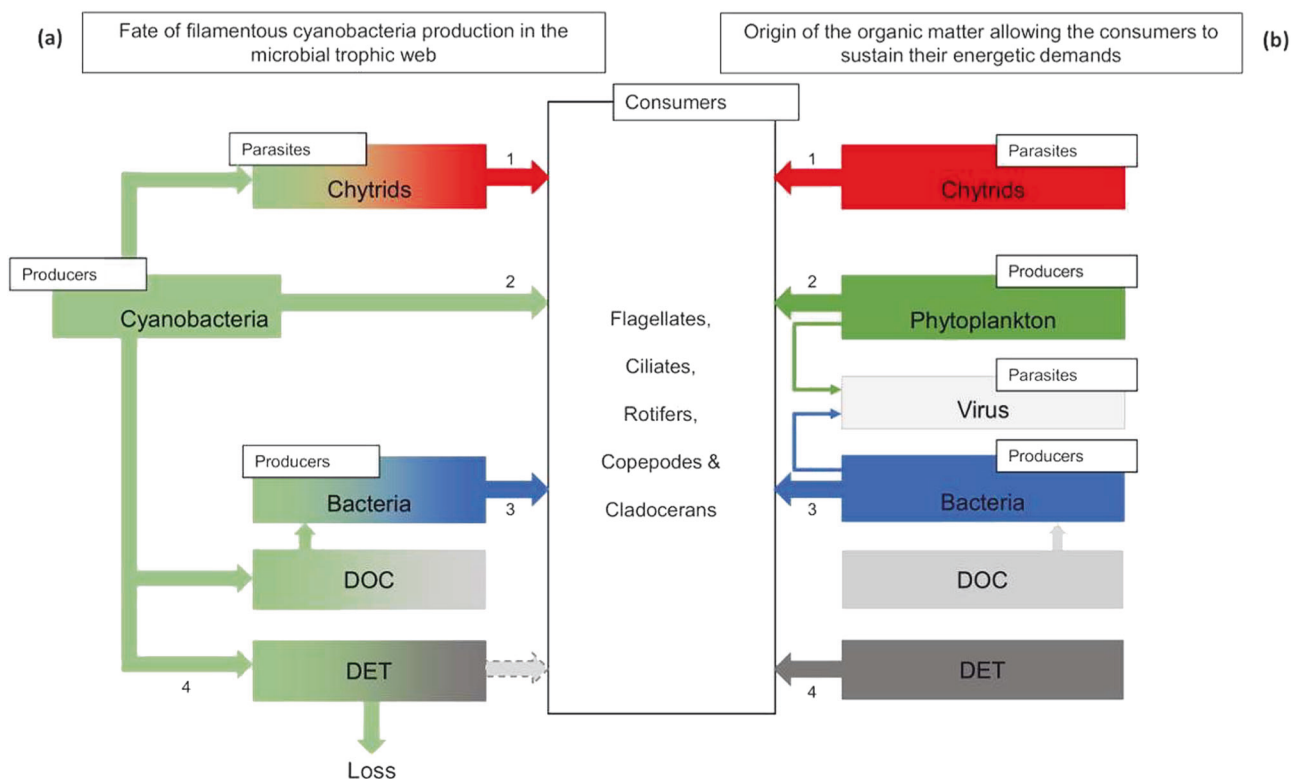 (a)
Fate of filamentous cyanobacteria production in the
microbial trophic web
Origin of the organic matter allowing the consumers to
sustain their energetic demands
(b)
Consumers
Parasites
Chytrids
1
1
Parasites
Chytrids
Producers
Cyanobacteria
2
2
Producers
Phytoplankton
Flagellates,
Ciliates,
Rotifers,
Copepodes &
Cladocerans
Parasites
Virus
Producers
Bacteria
3
3
Producers
Bacteria
DOC
DOC
4
DET
4
DET
Loss